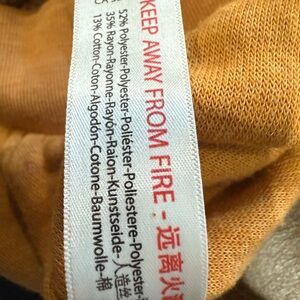 KEEP AWAY FROM FIRE - 远离火
52% Polyester-Polyester-Poliéster-Poliestere-Polyester-
35% Rayon-Rayonne-Rayon-Raion-Kunstseide-人造丝
13% Cotton-Coton-Algodón-Cotone-Baumwolle-棉